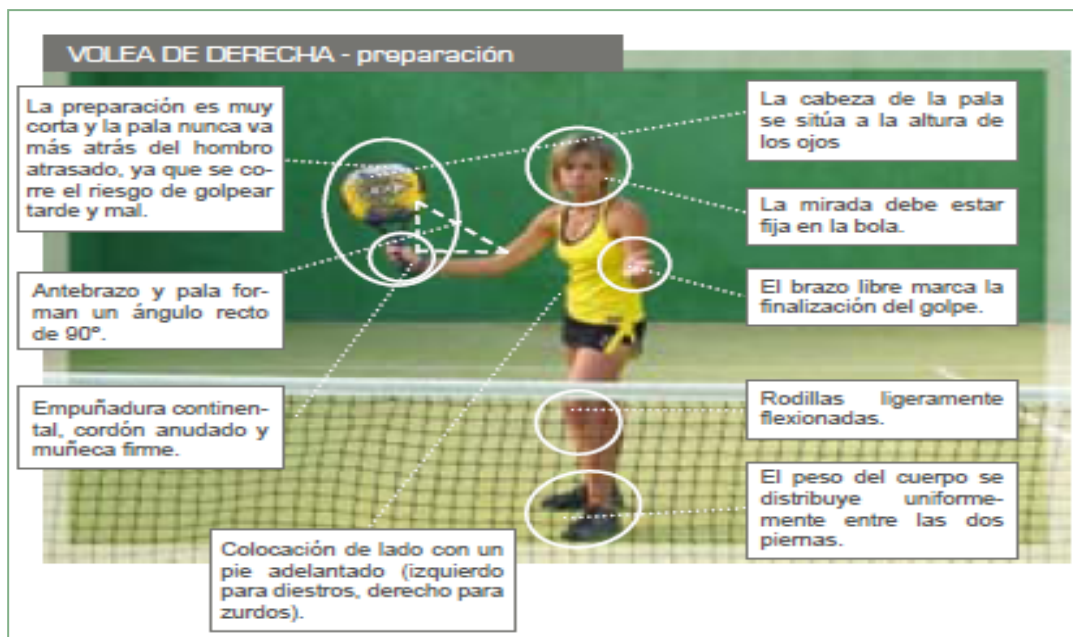 VOLEA DE DERECHA - preparación
La preparación es muy
corta y la pala nunca va
más atrás del hombro
atrasado, ya que se co-
rre el riesgo de golpear
tarde y mal.
Antebrazo y pala for-
man un ángulo recto
de 90º.
Empuñadura continen-
tal, cordón anudado y
muñeca firme.
Colocación de lado con un
pie adelantado (izquierdo
para diestros, derecho para
zurdos).
La cabeza de la pala
se sitúa a la altura de
los ojos
La mirada debe estar
fija en la bola.
El brazo libre marca la
finalización del golpe.
Rodillas ligeramente
flexionadas.
El peso del cuerpo se
distribuye uniforme-
mente entre las dos
piernas.